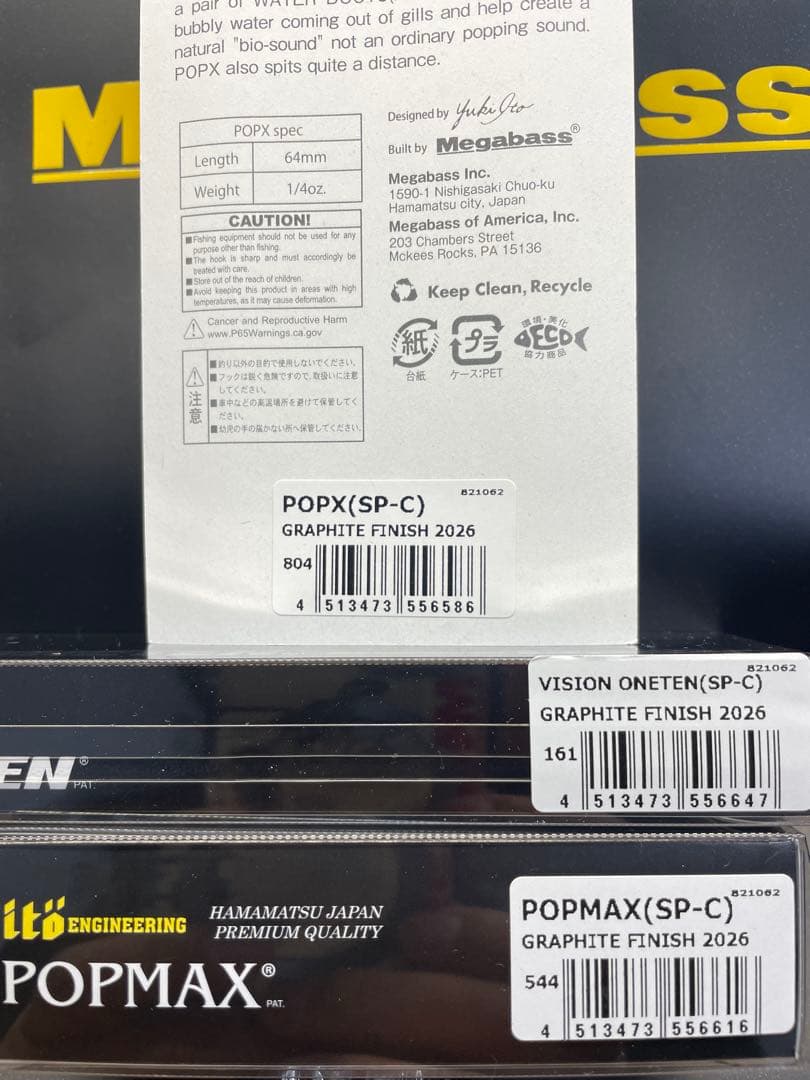 a pair of WATER
bubbly water coming out of gills and help create a
natural "bio-sound" not an ordinary popping sound.
POPX also spits quite a distance.
M
SS
POPX spec
Length 64mm
Weight 1/4oz.
CAUTION!
■Fishing equipment should not be used for any
purpose other than fishing.
■The hook is sharp and must accordingly be
treated with care.
■Store out of the reach of children.
■Avoid keeping this product in areas with high
temperatures, as it may cause deformation.
Cancer and Reproductive Harm
www.P65Warnings.ca.gov
注意
■釣り以外の目的で使用しないでください。
■フックは鋭く危険ですので、取扱いに注意
してください。
■車中などの高温場所を避けて保管してく
ださい。
■幼児の手の届かない所へ保管してください。
Designed by Yuki Ito
Built by Megabass®
Megabass Inc.
1590-1 Nishigasaki Chuo-ku
Hamamatsu city, Japan
Megabass of America, Inc.
203 Chambers Street
Mckees Rocks, PA 15136
Keep Clean, Recycle
紙
台紙
プラ
ケース:PET
環境・美化
DECO
協力商品
821062
POPX(SP-C)
GRAPHITE FINISH 2026
804
4 513473 556586
821062
VISION ONETEN(SP-C)
GRAPHITE FINISH 2026
161
4 513473 556647
EN®
PAT.
itö ENGINEERING
HAMAMATSU JAPAN
PREMIUM QUALITY
POPMAX®
PAT.
821062
POPMAX(SP-C)
GRAPHITE FINISH 2026
544
4 513473 556616